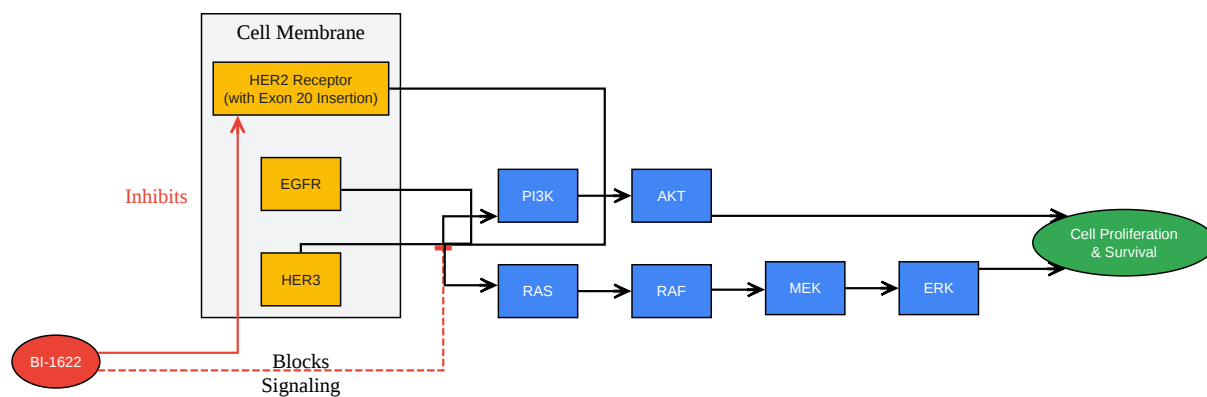 Cell Membrane
HER2 Receptor
(with Exon 20 Insertion)
EGFR
Inhibits
PI3K
AKT
Cell Proliferation
& Survival
HER3
RAS
RAF
MEK
ERK
BI-1622
Blocks
Signaling